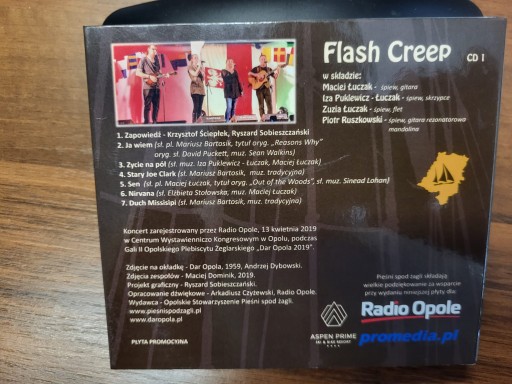 Flash Creep CD 1
w składzie:
Maciej Łuczak - śpiew, gitara
Iza Puklewicz - Łuczak - śpiew, skrzypce
Zuzia Łuczak - śpiew, flet
Piotr Ruszkowski - śpiew, gitara rezonatorowa
mandolina
1. Zapowiedź - Krzysztof Ściepłek, Ryszard Sobieszczański
2. Ja wiem (sł. pl. Mariusz Bartosik, tytuł oryg. „Reasons Why”
oryg. sł. David Puckett, muz. Sean Watkins)
3. Życie na pół (sł. muz. Iza Puklewicz - Łuczak, Maciej Łuczak)
4. Stary Joe Clark (sł. Mariusz Bartosik, muz. tradycyjna)
5. Sen (sł. pl. Maciej Łuczak, tytuł oryg. „Out of the Woods”, sł. muz. Sinead Lohan)
6. Nirvana (sł. Elżbieta Stołowska, muz. Maciej Łuczak)
7. Duch Missisipi (sł. Mariusz Bartosik, muz. tradycyjna)
Koncert zarejestrowany przez Radio Opole, 13 kwietnia 2019
w Centrum Wystawienniczo Kongresowym w Opolu, podczas
Gali II Opolskiego Plebiscytu Żeglarskiego „Dar Opola 2019”.
Zdjęcie na okładkę - Dar Opola, 1959, Andrzej Dybowski.
Zdjęcia zespołów - Maciej Dominik, 2019.
Projekt graficzny - Ryszard Sobieszczański.
Opracowanie dźwiękowe - Arkadiusz Czyżewski, Radio Opole.
Wydawca - Opolskie Stowarzyszenie Pieśni spod żagli.
www.piesnispodzagli.pl
www.daropola.pl
PŁYTA PROMOCYJNA
ASPEN PRIME
SKI & BIKE RESORT
Pieśni spod żagli składają
wielkie podziękowanie za wsparcie
przy wydaniu niniejszej płyty dla:
Radio Opole
promedia.pl